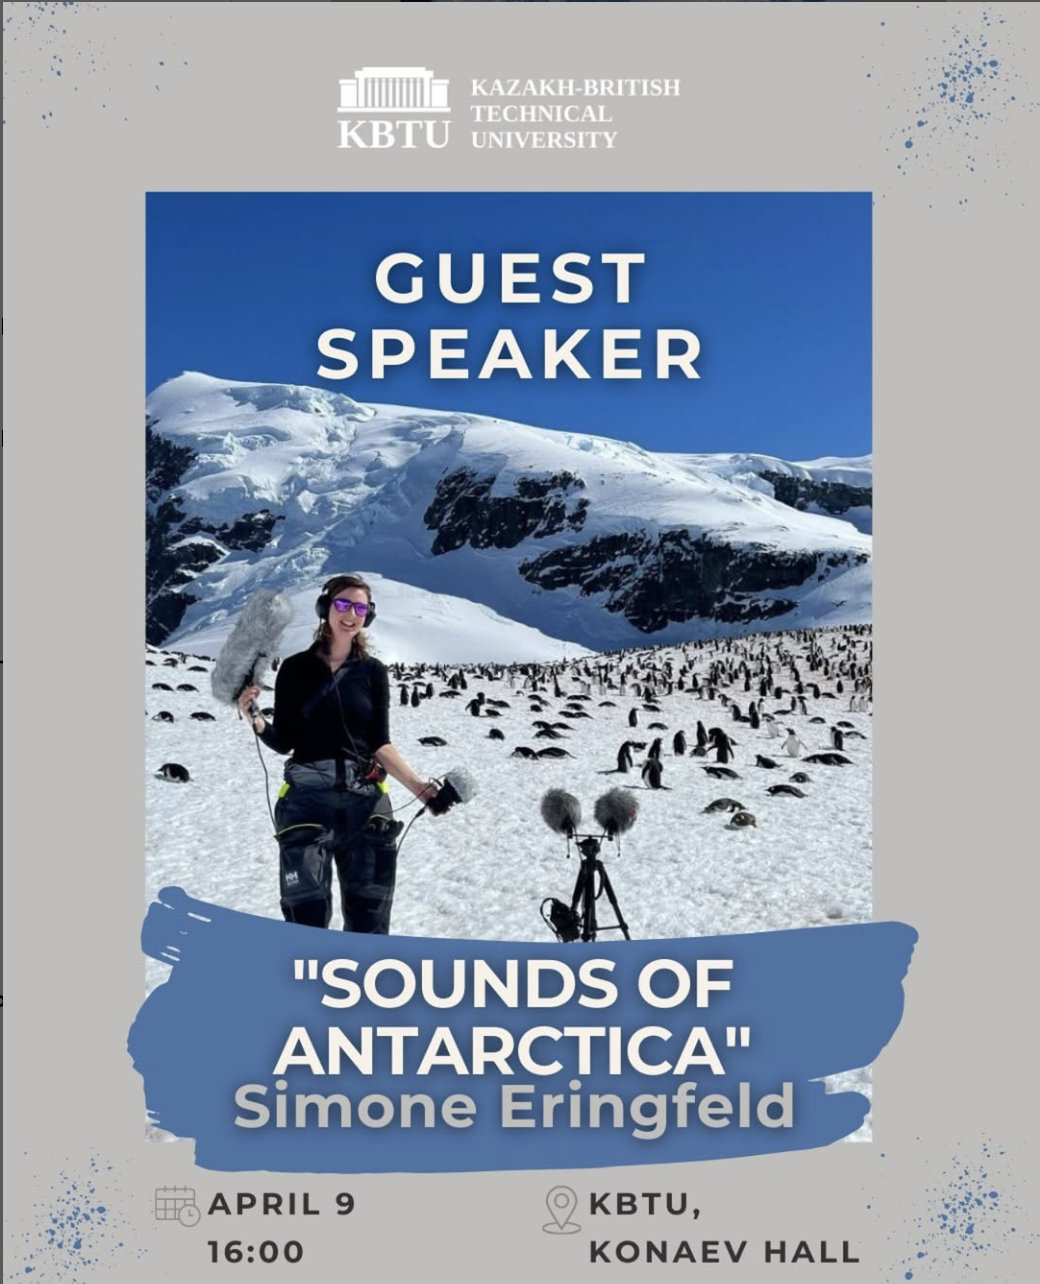 KBTU
KAZAKH-BRITISH
TECHNICAL
UNIVERSITY
GUEST
SPEAKER
"SOUNDS OF
ANTARCTICA"
Simone Eringfeld
APRIL 9
16:00
KBTU,
KONAEV HALL